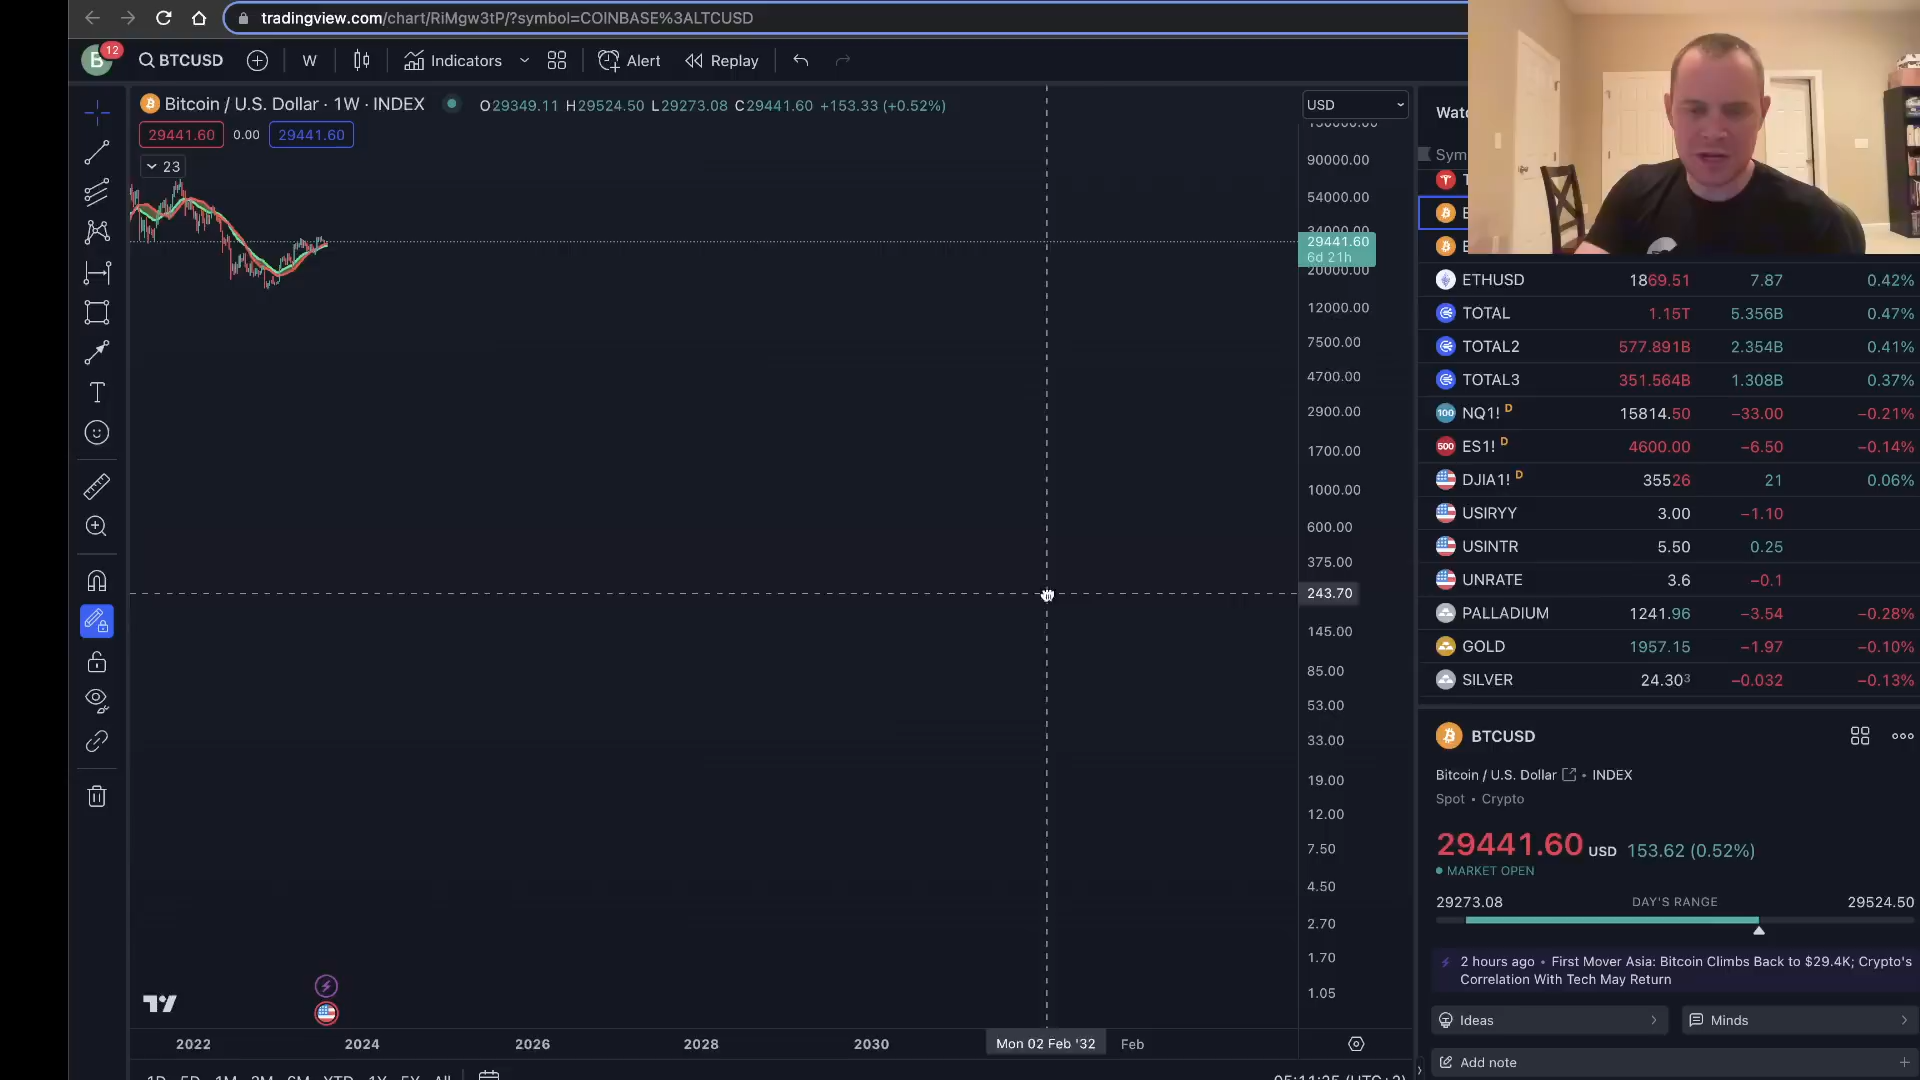 tradingview.com/chart/RiMgw3tP/?symbol=COINBASE%3ALTCUSD
B 12 BTCUSD W Indicators Alert Replay
Bitcoin / U.S. Dollar · 1W · INDEX O29349.11 H29524.50 L29273.08 C29441.60 +153.33 (+0.52%)
29441.60 0.00 29441.60
23
USD
90000.00
54000.00
29441.60
6d 21h
20000.00
12000.00
7500.00
4700.00
2900.00
1700.00
1000.00
600.00
375.00
243.70
145.00
85.00
53.00
33.00
19.00
12.00
7.50
4.50
2.70
1.70
1.05
2022 2024 2026 2028 2030 Mon 02 Feb '32 Feb
ETHUSD 1869.51 7.87 0.42%
TOTAL 1.15T 5.356B 0.47%
TOTAL2 577.891B 2.354B 0.41%
TOTAL3 351.564B 1.308B 0.37%
100 NQ1! D 15814.50 −33.00 −0.21%
500 ES1! D 4600.00 −6.50 −0.14%
DJIA1! D 35526 21 0.06%
USIRYY 3.00 −1.10
USINTR 5.50 0.25
UNRATE 3.6 −0.1
PALLADIUM 1241.96 −3.54 −0.28%
GOLD 1957.15 −1.97 −0.10%
SILVER 24.303 −0.032 −0.13%
BTCUSD
Bitcoin / U.S. Dollar • INDEX
Spot • Crypto
29441.60 USD 153.62 (0.52%)
MARKET OPEN
29273.08 DAY'S RANGE 29524.50
2 hours ago • First Mover Asia: Bitcoin Climbs Back to $29.4K; Crypto's
Correlation With Tech May Return
Ideas Minds
Add note